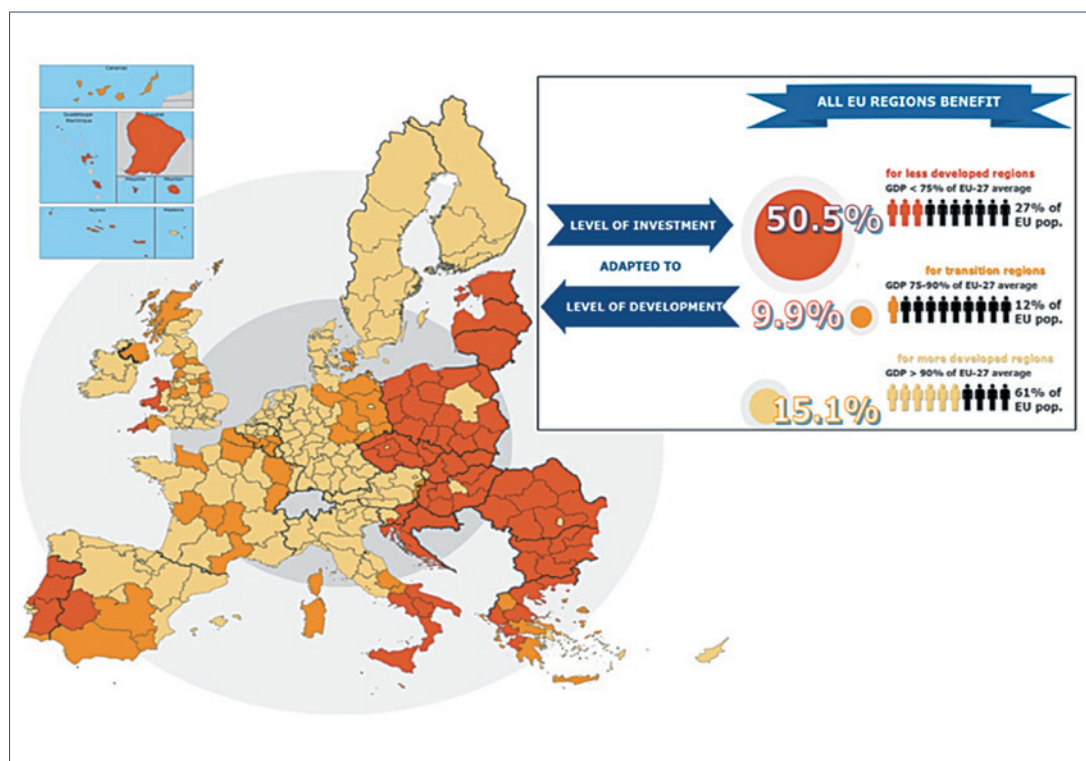 Canarias
Guadeloupe
Martinique
Guyane
Mayotte
Réunion
Açores
Madeira
ALL EU REGIONS BENEFIT
LEVEL OF INVESTMENT
ADAPTED TO
LEVEL OF DEVELOPMENT
50.5%
for less developed regions
GDP < 75% of EU-27 average
27% of
EU pop.
9.9%
for transition regions
GDP 75-90% of EU-27 average
12% of
EU pop.
15.1%
for more developed regions
GDP > 90% of EU-27 average
61% of
EU pop.